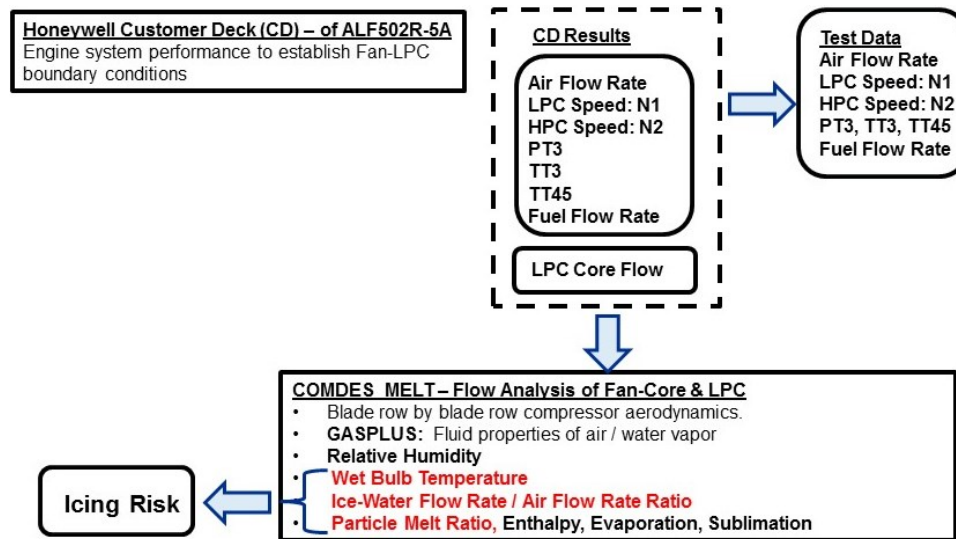 Honeywell Customer Deck (CD) – of ALF502R-5A
Engine system performance to establish Fan-LPC
boundary conditions
CD Results
Air Flow Rate
LPC Speed: N1
HPC Speed: N2
PT3
TT3
TT45
Fuel Flow Rate
LPC Core Flow
Test Data
Air Flow Rate
LPC Speed: N1
HPC Speed: N2
PT3, TT3, TT45
Fuel Flow Rate
COMDES_MELT – Flow Analysis of Fan-Core & LPC
• Blade row by blade row compressor aerodynamics.
• GASPLUS: Fluid properties of air / water vapor
• Relative Humidity
• Wet Bulb Temperature
Ice-Water Flow Rate / Air Flow Rate Ratio
• Particle Melt Ratio, Enthalpy, Evaporation, Sublimation
Icing Risk